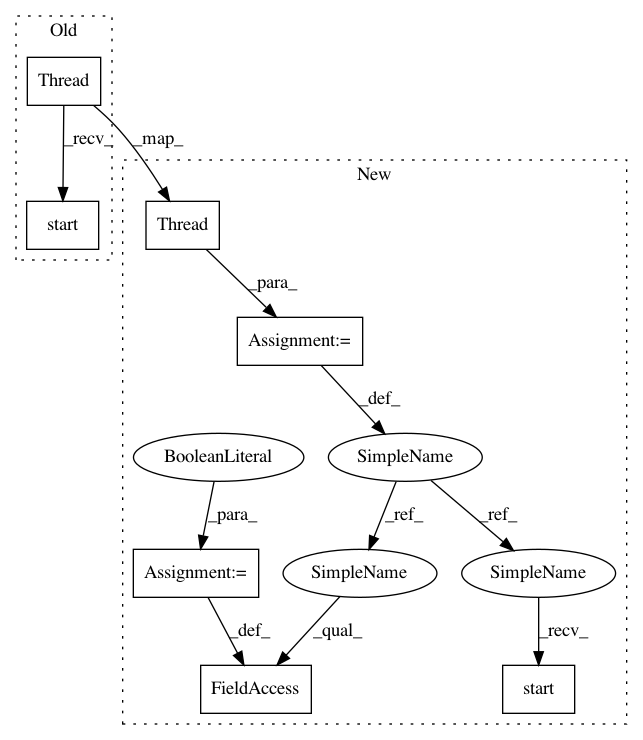 Old
Thread
_recv_
_map_
New
start
Thread
_para_
Assignment:=
_def_
BooleanLiteral
SimpleName
_para_
_ref_
_ref_
Assignment:=
SimpleName
SimpleName
_def_
_qual_
_recv_
FieldAccess
start